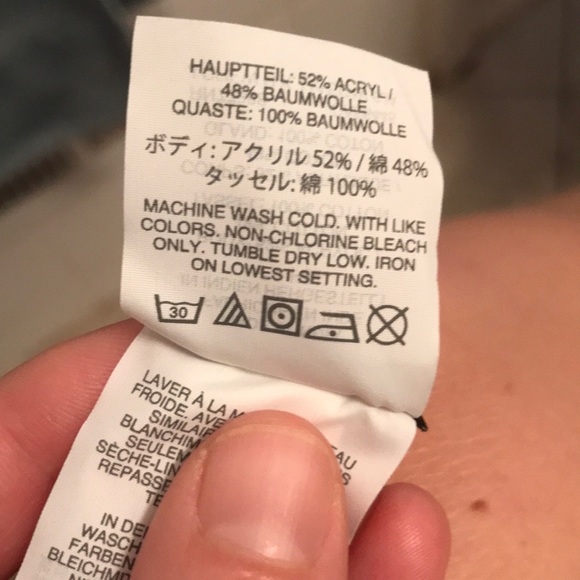 HAUPTTEIL: 52% ACRYL /
48% BAUMWOLLE
QUASTE: 100% BAUMWOLLE
ボディ: アクリル 52% / 綿 48%
タッセル: 綿 100%
MACHINE WASH COLD. WITH LIKE
COLORS. NON-CHLORINE BLEACH
ONLY. TUMBLE DRY LOW. IRON
ON LOWEST SETTING.
30
LAVER À LA
FROIDE.
BLANCHIM
SEULEM
SÈCHE-LIN
REPASSE
IN DE
WASCH
FARBEN
BLEICHM